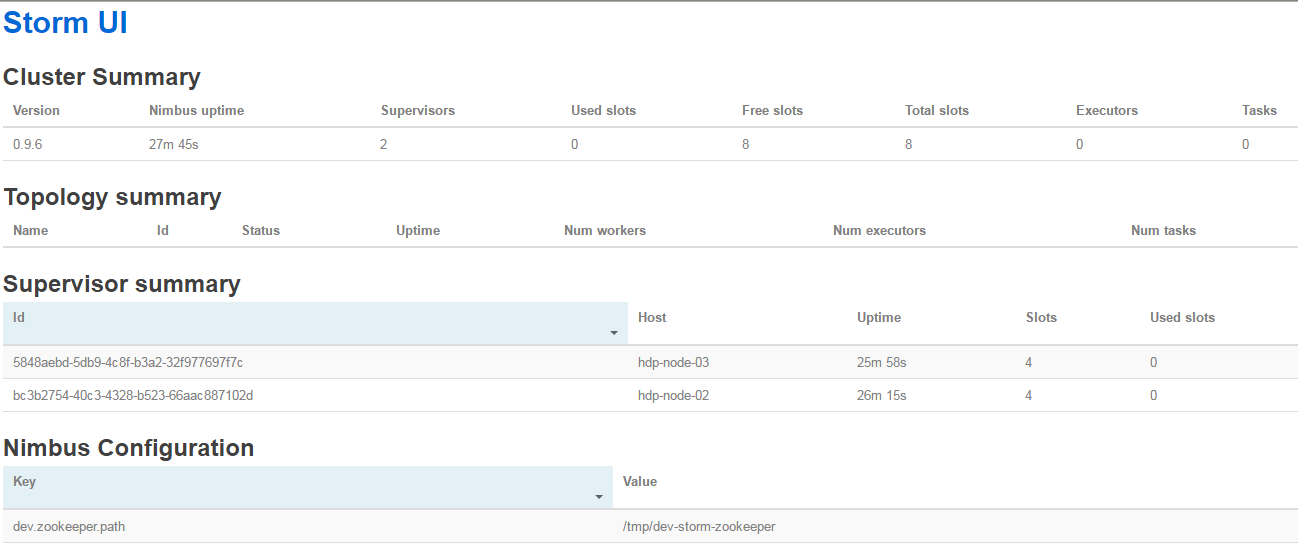 Storm UI
Cluster Summary
Version Nimbus uptime Supervisors Used slots Free slots Total slots Executors Tasks
0.9.6 27m 45s 2 0 8 8 0 0
Topology summary
Name Id Status Uptime Num workers Num executors Num tasks
Supervisor summary
Id Host Uptime Slots Used slots
5848aebd-5db9-4c8f-b3a2-32f977697f7c hdp-node-03 25m 58s 4 0
bc3b2754-40c3-4328-b523-66aac887102d hdp-node-02 26m 15s 4 0
Nimbus Configuration
Key Value
dev.zookeeper.path /tmp/dev-storm-zookeeper